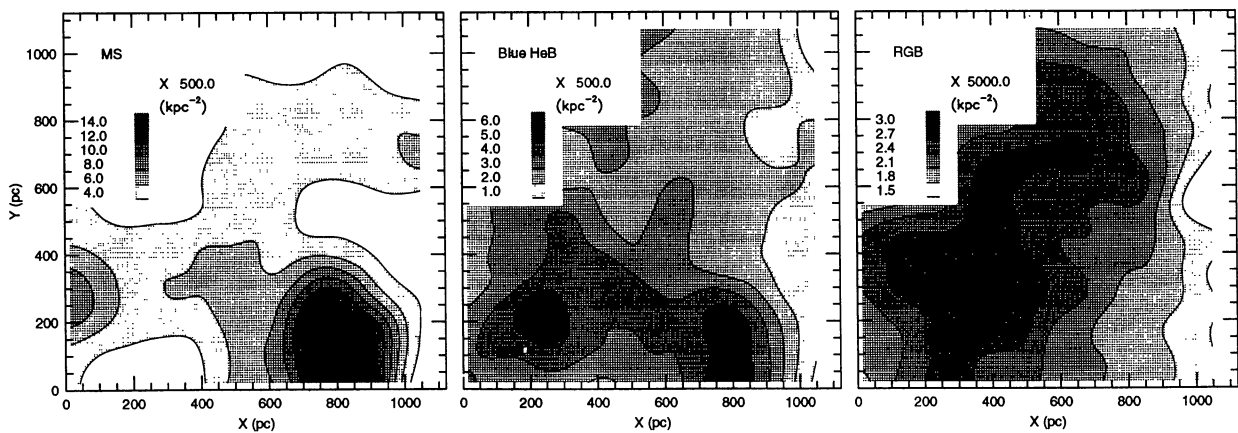 MS
X 500.0
(kpc⁻²)
14.0
12.0
10.0
8.0
6.0
4.0
Y (pc)
1000
800
600
400
200
0
0 200 400 600 800 1000
X (pc)
Blue HeB
X 500.0
(kpc⁻²)
6.0
5.0
4.0
3.0
2.0
1.0
0 200 400 600 800 1000
X (pc)
RGB
X 5000.0
(kpc⁻²)
3.0
2.7
2.4
2.1
1.8
1.5
0 200 400 600 800 1000
X (pc)